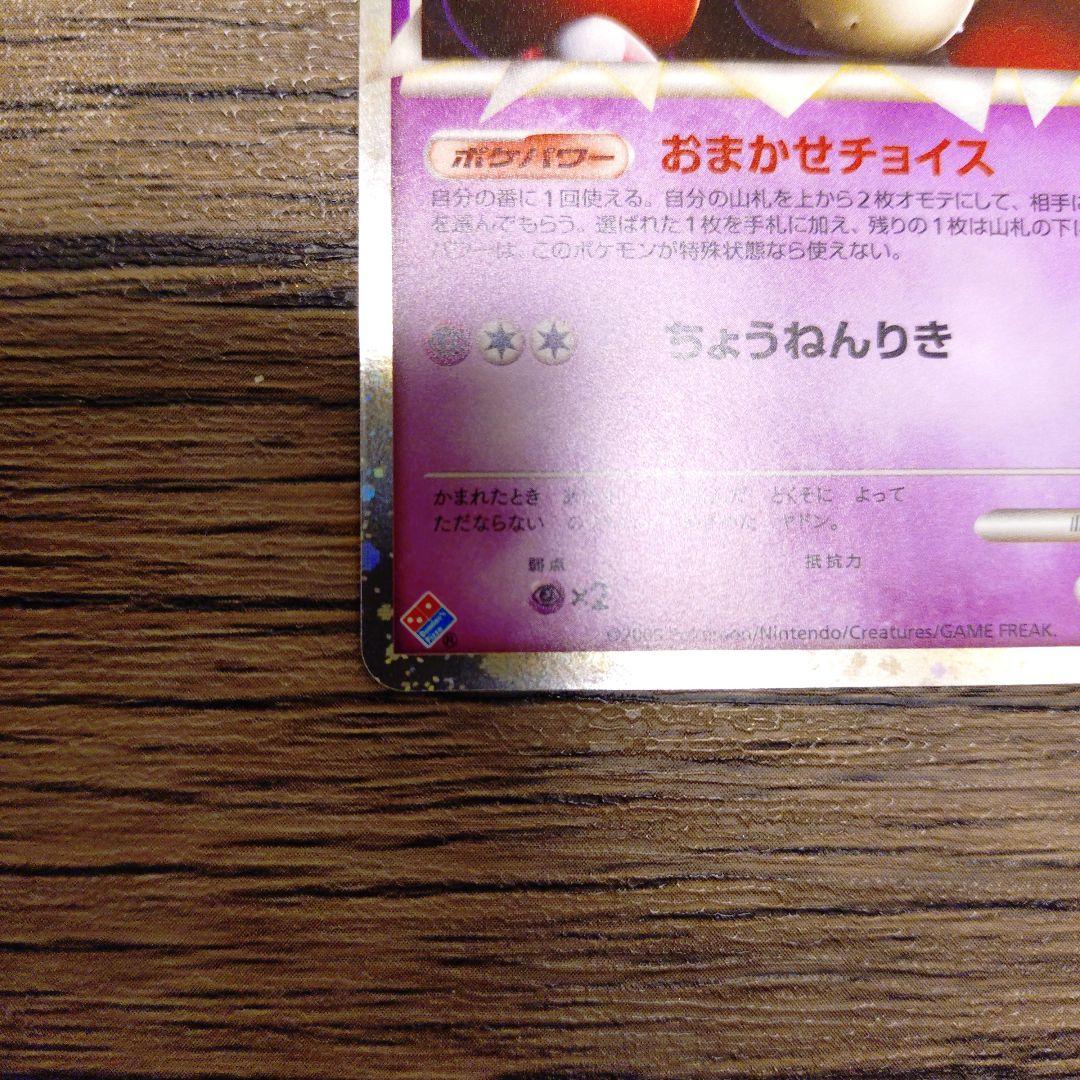 ポケパワー おまかせチョイス
自分の番に1回使える。自分の山札を上から2枚オモテにして、相手に
を選んでもらう。選ばれた1枚を手札に加え、残りの1枚は山札の下に
パワーは、このポケモンが特殊状態なら使えない。
ちょうねんりき
かまれたとき とくそに よって
ただならない ヤドン。
弱点 抵抗力
×2
Domino's
Pizza
®
©2009 Pokémon/Nintendo/Creatures/GAME FREAK.